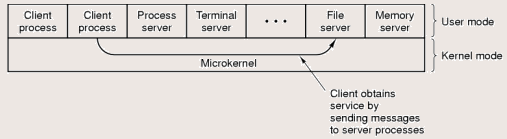 Client process
Client process
Process server
Terminal server
• • •
File server
Memory server
User mode
Microkernel
Kernel mode
Client obtains
service by
sending messages
to server processes